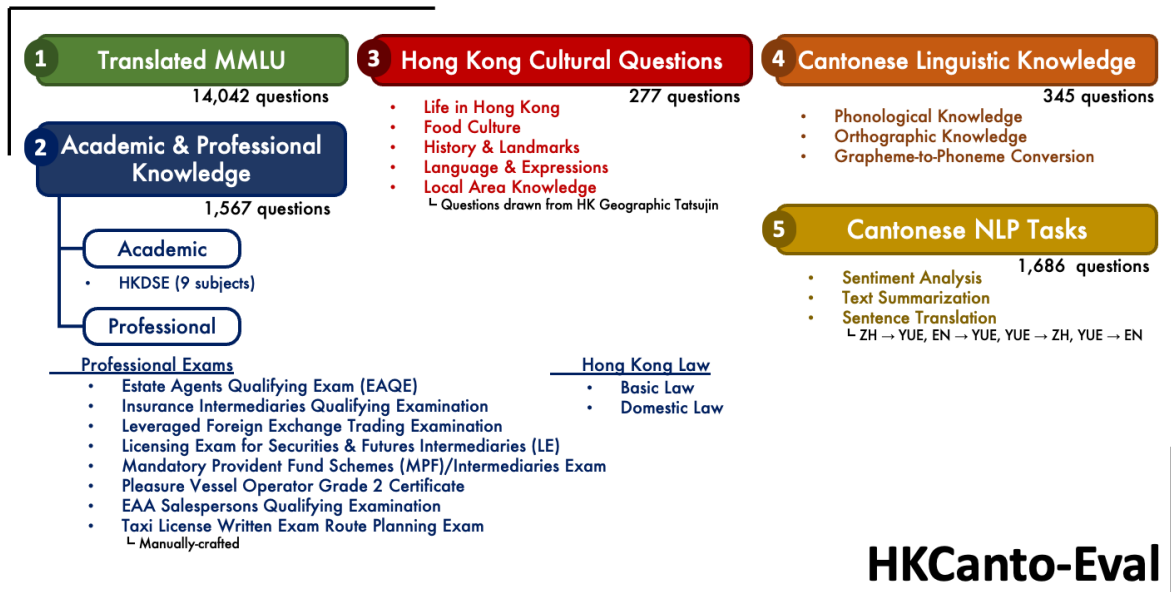 1 Translated MMLU
14,042 questions
2 Academic & Professional
Knowledge
1,567 questions
Academic
• HKDSE (9 subjects)
Professional
Professional Exams
• Estate Agents Qualifying Exam (EAQE)
• Insurance Intermediaries Qualifying Examination
• Leveraged Foreign Exchange Trading Examination
• Licensing Exam for Securities & Futures Intermediaries (LE)
• Mandatory Provident Fund Schemes (MPF)/Intermediaries Exam
• Pleasure Vessel Operator Grade 2 Certificate
• EAA Salespersons Qualifying Examination
• Taxi License Written Exam Route Planning Exam
└ Manually-crafted
Hong Kong Law
• Basic Law
• Domestic Law
3 Hong Kong Cultural Questions
277 questions
• Life in Hong Kong
• Food Culture
• History & Landmarks
• Language & Expressions
• Local Area Knowledge
└ Questions drawn from HK Geographic Tatsujin
4 Cantonese Linguistic Knowledge
345 questions
• Phonological Knowledge
• Orthographic Knowledge
• Grapheme-to-Phoneme Conversion
5 Cantonese NLP Tasks
1,686 questions
• Sentiment Analysis
• Text Summarization
• Sentence Translation
└ ZH → YUE, EN → YUE, YUE → ZH, YUE → EN
HKCanto-Eval